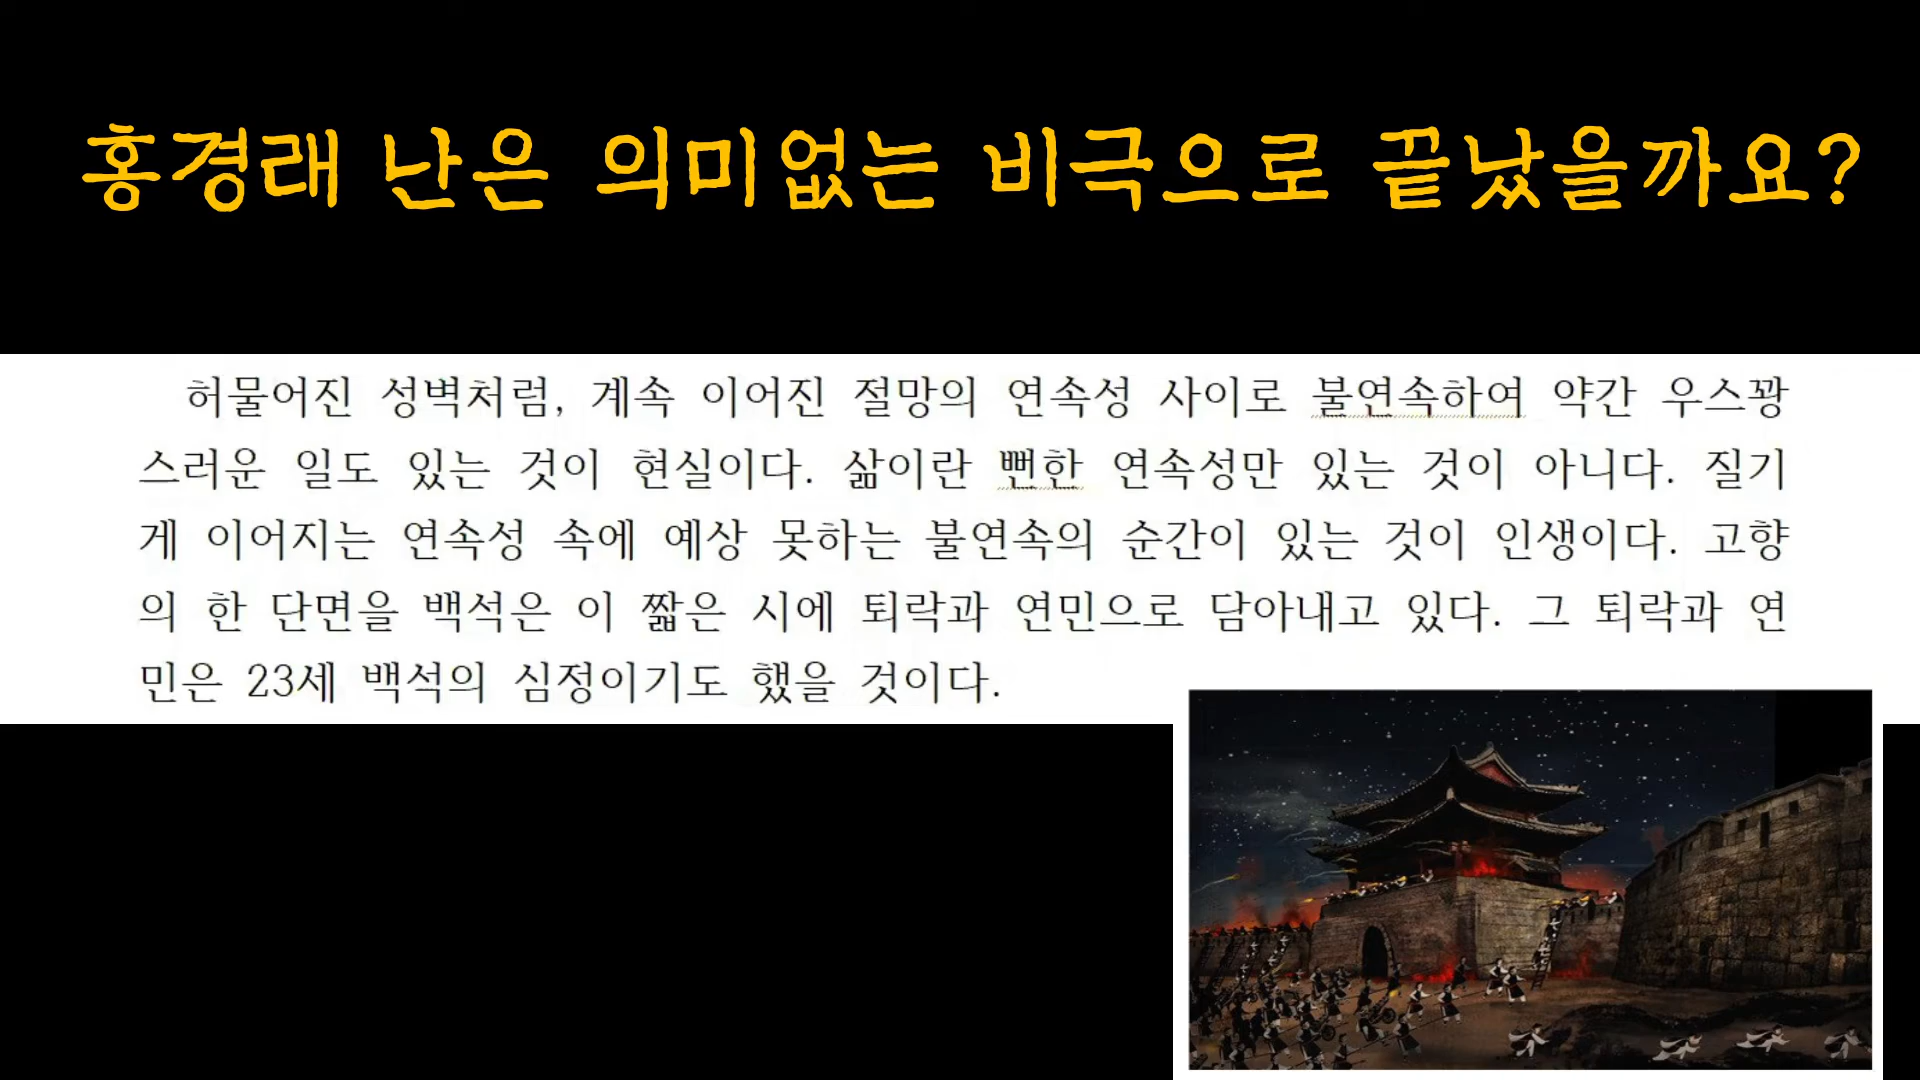 홍경래 난은 의미없는 비극으로 끝났을까요?
허물어진 성벽처럼, 계속 이어진 절망의 연속성 사이로 불연속하여 약간 우스꽝
스러운 일도 있는 것이 현실이다. 삶이란 뻔한 연속성만 있는 것이 아니다. 질기
게 이어지는 연속성 속에 예상 못하는 불연속의 순간이 있는 것이 인생이다. 고향
의 한 단면을 백석은 이 짧은 시에 퇴락과 연민으로 담아내고 있다. 그 퇴락과 연
민은 23세 백석의 심정이기도 했을 것이다.